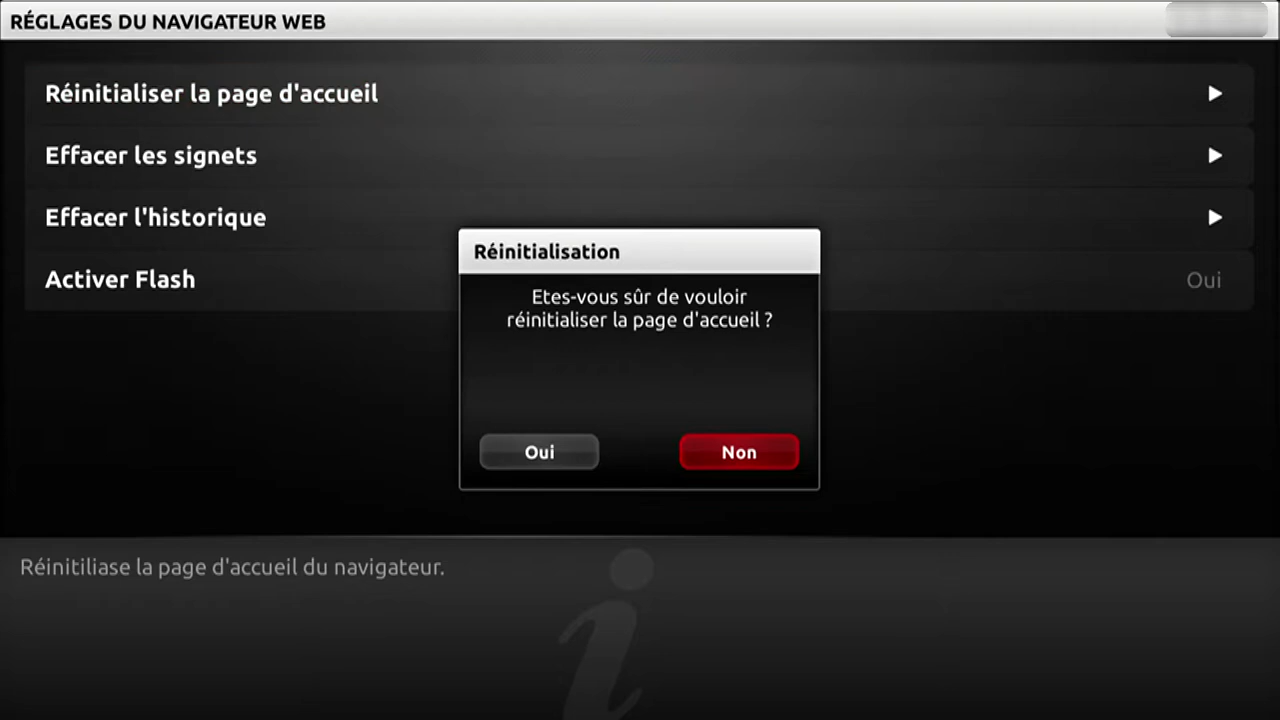 RÉGLAGES DU NAVIGATEUR WEB
Réinitialiser la page d'accueil
Effacer les signets
Effacer l'historique
Activer Flash
Oui
Réinitialisation
Etes-vous sûr de vouloir
réinitialiser la page d'accueil ?
Oui
Non
Réinitiliase la page d'accueil du navigateur.